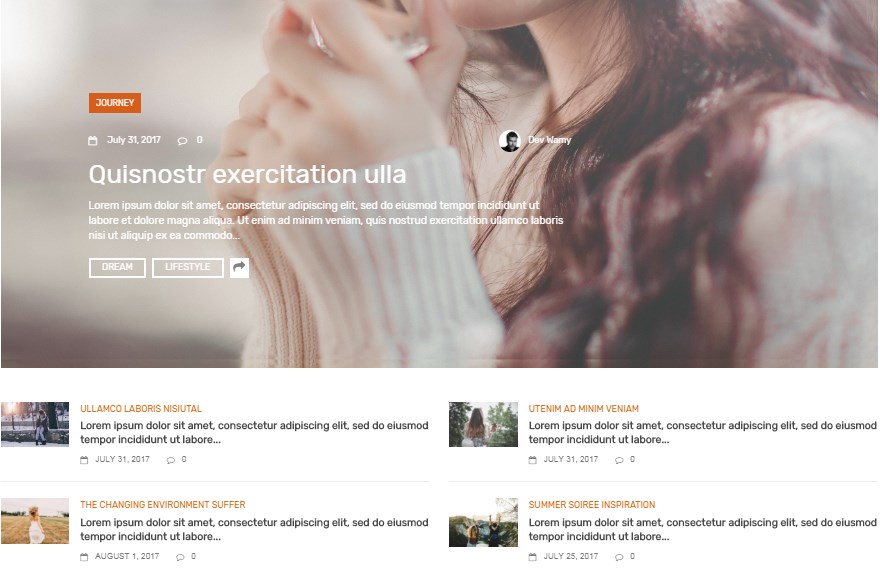 JOURNEY
July 31, 2017 0 Dev Wamy
Quisnostr exercitation ulla
Lorem ipsum dolor sit amet, consectetur adipiscing elit, sed do eiusmod tempor incididunt ut
labore et dolore magna aliqua. Ut enim ad minim veniam, quis nostrud exercitation ullamco laboris
nisi ut aliquip ex ea commodo...
DREAM LIFESTYLE
ULLAMCO LABORIS NISIUTAL
Lorem ipsum dolor sit amet, consectetur adipiscing elit, sed do eiusmod
tempor incididunt ut labore...
JULY 31, 2017 0
UTENIM AD MINIM VENIAM
Lorem ipsum dolor sit amet, consectetur adipiscing elit, sed do eiusmod
tempor incididunt ut labore...
JULY 31, 2017 0
THE CHANGING ENVIRONMENT SUFFER
Lorem ipsum dolor sit amet, consectetur adipiscing elit, sed do eiusmod
tempor incididunt ut labore...
AUGUST 1, 2017 0
SUMMER SOIREE INSPIRATION
Lorem ipsum dolor sit amet, consectetur adipiscing elit, sed do eiusmod
tempor incididunt ut labore...
JULY 25, 2017 0